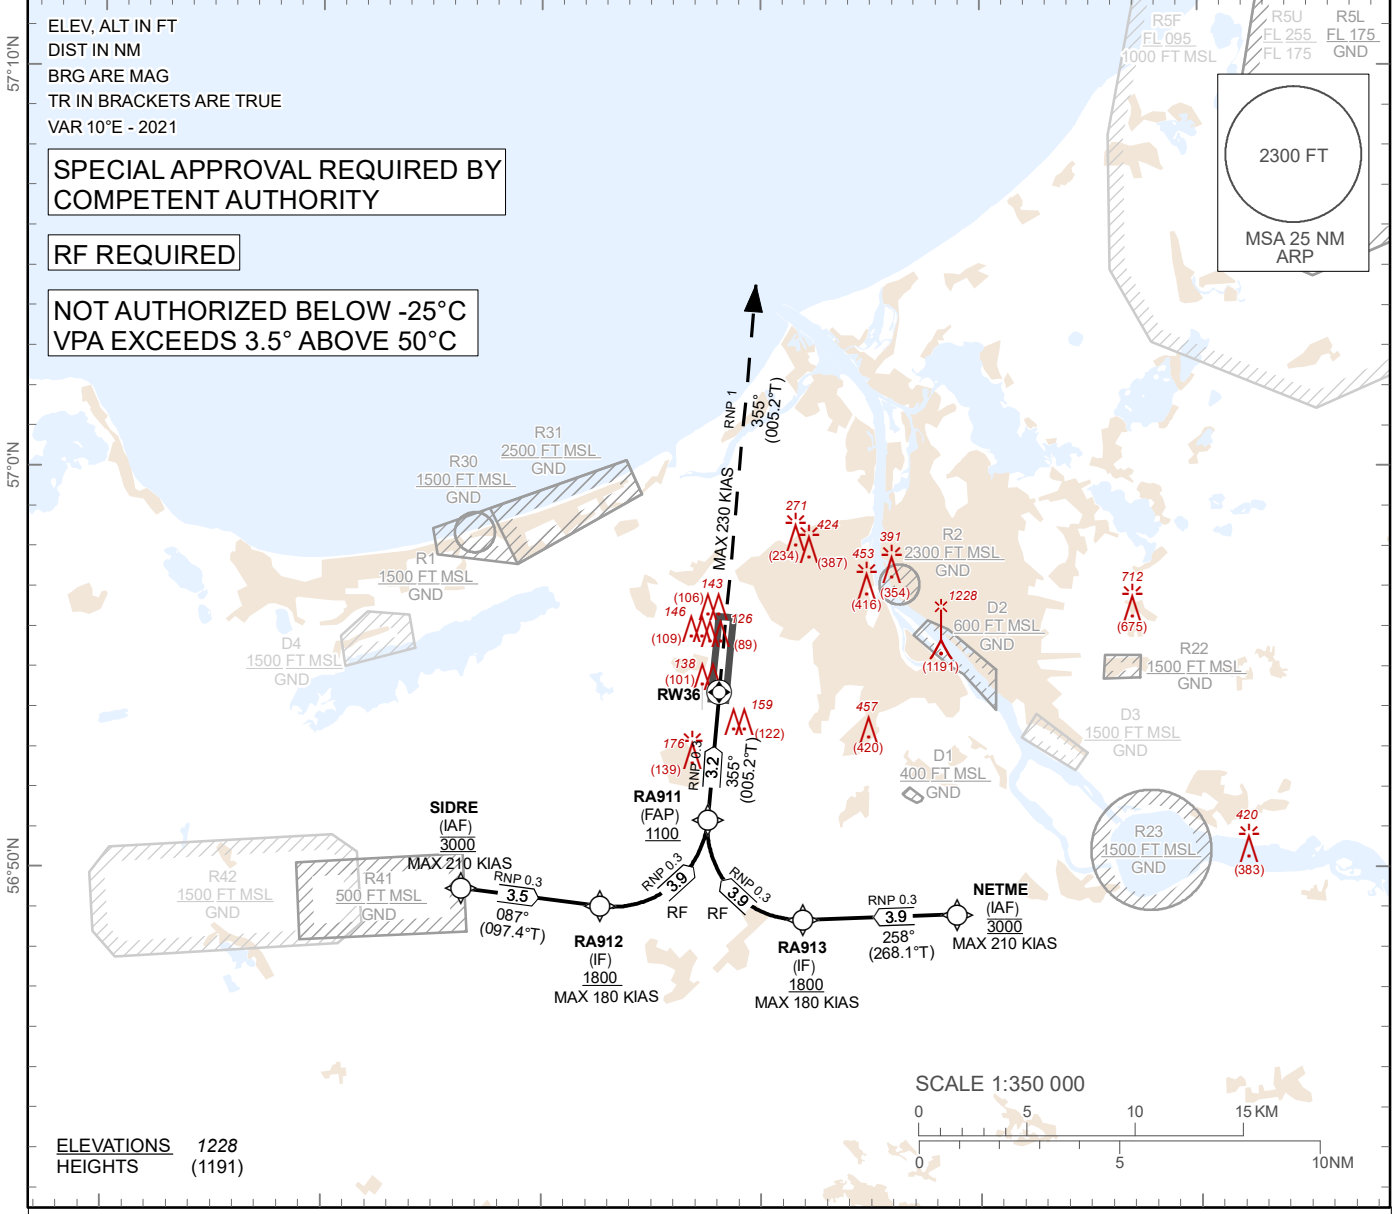 ELEV, ALT IN FT
DIST IN NM
BRG ARE MAG
TR IN BRACKETS ARE TRUE
VAR 10°E - 2021
SPECIAL APPROVAL REQUIRED BY
COMPETENT AUTHORITY
RF REQUIRED
NOT AUTHORIZED BELOW -25°C
VPA EXCEEDS 3.5° ABOVE 50°C
57°10'N
57°0'N
56°50'N
R5F
FL 095
1000 FT MSL
R5U
FL 255
FL 175
R5L
FL 175
GND
2300 FT
MSA 25 NM
ARP
RNP 1
355°
(005.2°T)
MAX 230 KIAS
R31
2500 FT MSL
GND
R30
1500 FT MSL
GND
R1
1500 FT MSL
GND
D4
1500 FT MSL
GND
271
(234)
424
(387)
453
(416)
391
(354)
R2
2300 FT MSL
GND
1228
(1191)
D2
600 FT MSL
GND
712
(675)
R22
1500 FT MSL
GND
143
(106)
146
(109)
126
(89)
138
(101)
RW36
159
(122)
176
(139)
457
(420)
D3
1500 FT MSL
GND
D1
400 FT MSL
GND
RNP 0.3
3.2
355°
(005.2°T)
RA911
(FAP)
1100
SIDRE
(IAF)
3000
MAX 210 KIAS
R42
1500 FT MSL
GND
R41
500 FT MSL
GND
RNP 0.3
3.5
087°
(097.4°T)
RNP 0.3
3.9
RF
RNP 0.3
3.9
RF
RA912
(IF)
1800
MAX 180 KIAS
RA913
(IF)
1800
MAX 180 KIAS
RNP 0.3
3.9
258°
(268.1°T)
NETME
(IAF)
3000
MAX 210 KIAS
R23
1500 FT MSL
GND
420
(383)
SCALE 1:350 000
0 5 10 15 KM
0 5 10NM
ELEVATIONS 1228
HEIGHTS (1191)